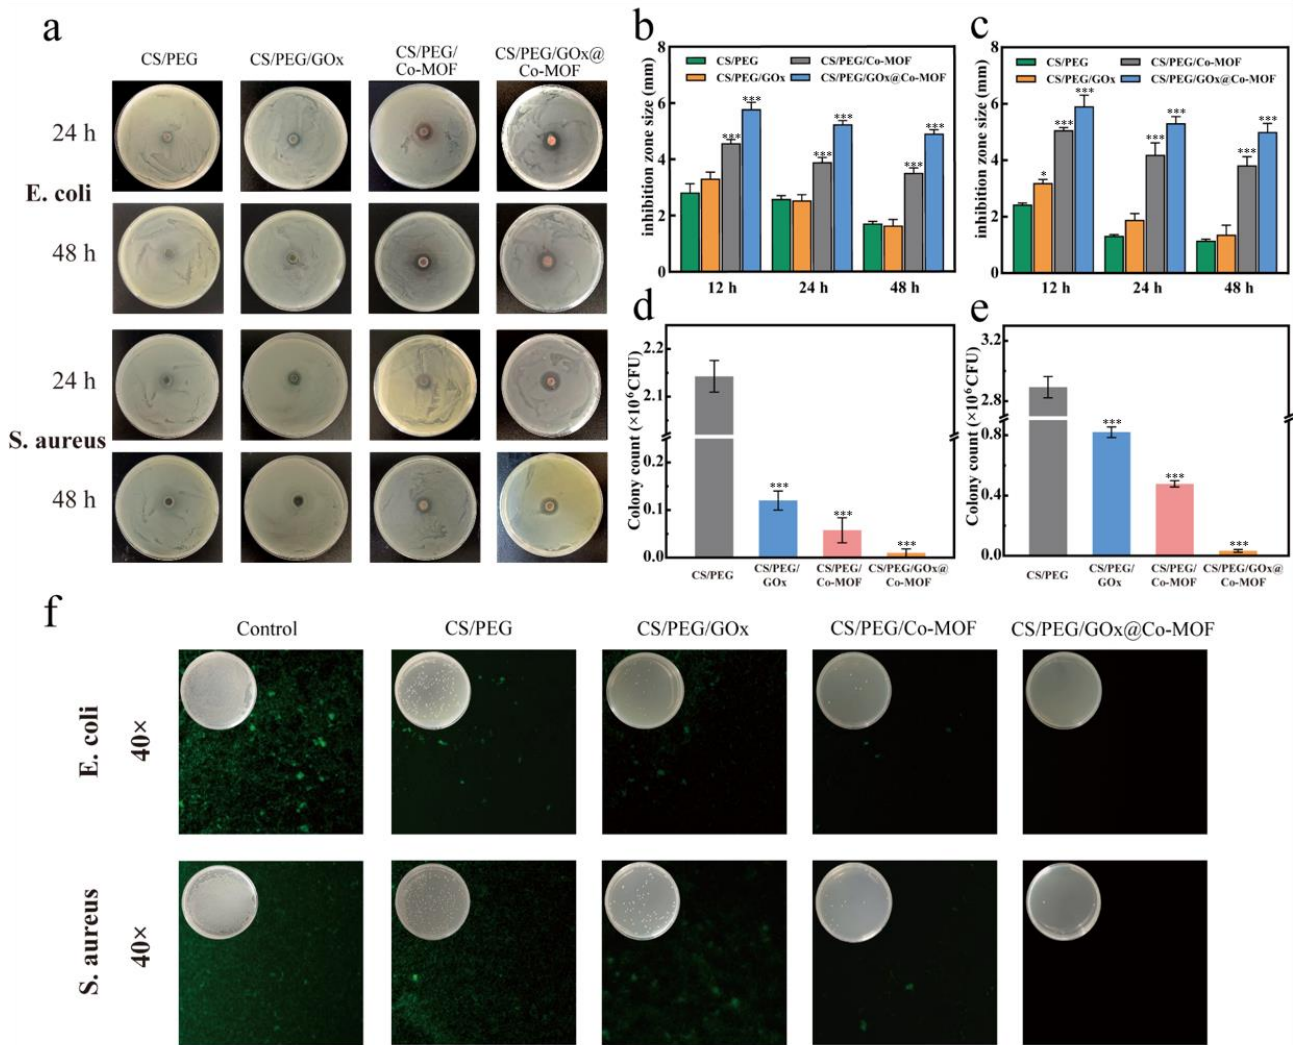 a
CS/PEG
CS/PEG/GOx
CS/PEG/
Co-MOF
CS/PEG/GOx@
Co-MOF
24 h
E. coli
48 h
24 h
S. aureus
48 h
b
inhibition zone size (mm)
8
6
4
2
0
CS/PEG
CS/PEG/GOx
CS/PEG/Co-MOF
CS/PEG/GOx@Co-MOF
***
***
***
***
***
***
12 h
24 h
48 h
c
inhibition zone size (mm)
8
6
4
2
0
CS/PEG
CS/PEG/GOx
CS/PEG/Co-MOF
CS/PEG/GOx@Co-MOF
*
***
***
***
***
***
***
12 h
24 h
48 h
d
Colony count (×10⁶CFU)
2.2
2.1
0.2
0.1
0.0
***
***
***
CS/PEG
CS/PEG/
GOx
CS/PEG/
Co-MOF
CS/PEG/GOx@
Co-MOF
e
Colony count (×10⁶CFU)
3.2
2.8
0.8
0.4
0.0
***
***
***
CS/PEG
CS/PEG/
GOx
CS/PEG/
Co-MOF
CS/PEG/GOx@
Co-MOF
f
Control
CS/PEG
CS/PEG/GOx
CS/PEG/Co-MOF
CS/PEG/GOx@Co-MOF
E. coli
40×
S. aureus
40×